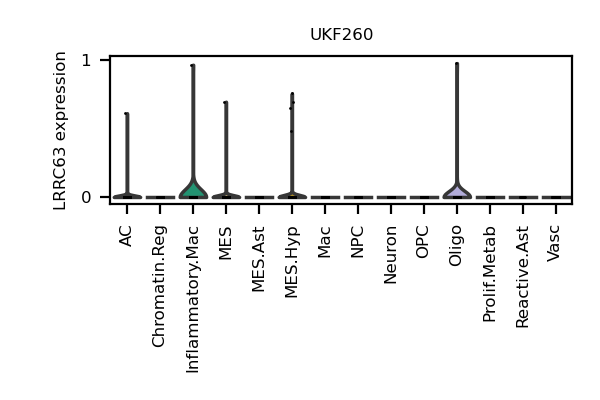 UKF260
LRRC63 expression
1
0
AC
Chromatin.Reg
Inflammatory.Mac
MES
MES.Ast
MES.Hyp
Mac
NPC
Neuron
OPC
Oligo
Prolif.Metab
Reactive.Ast
Vasc